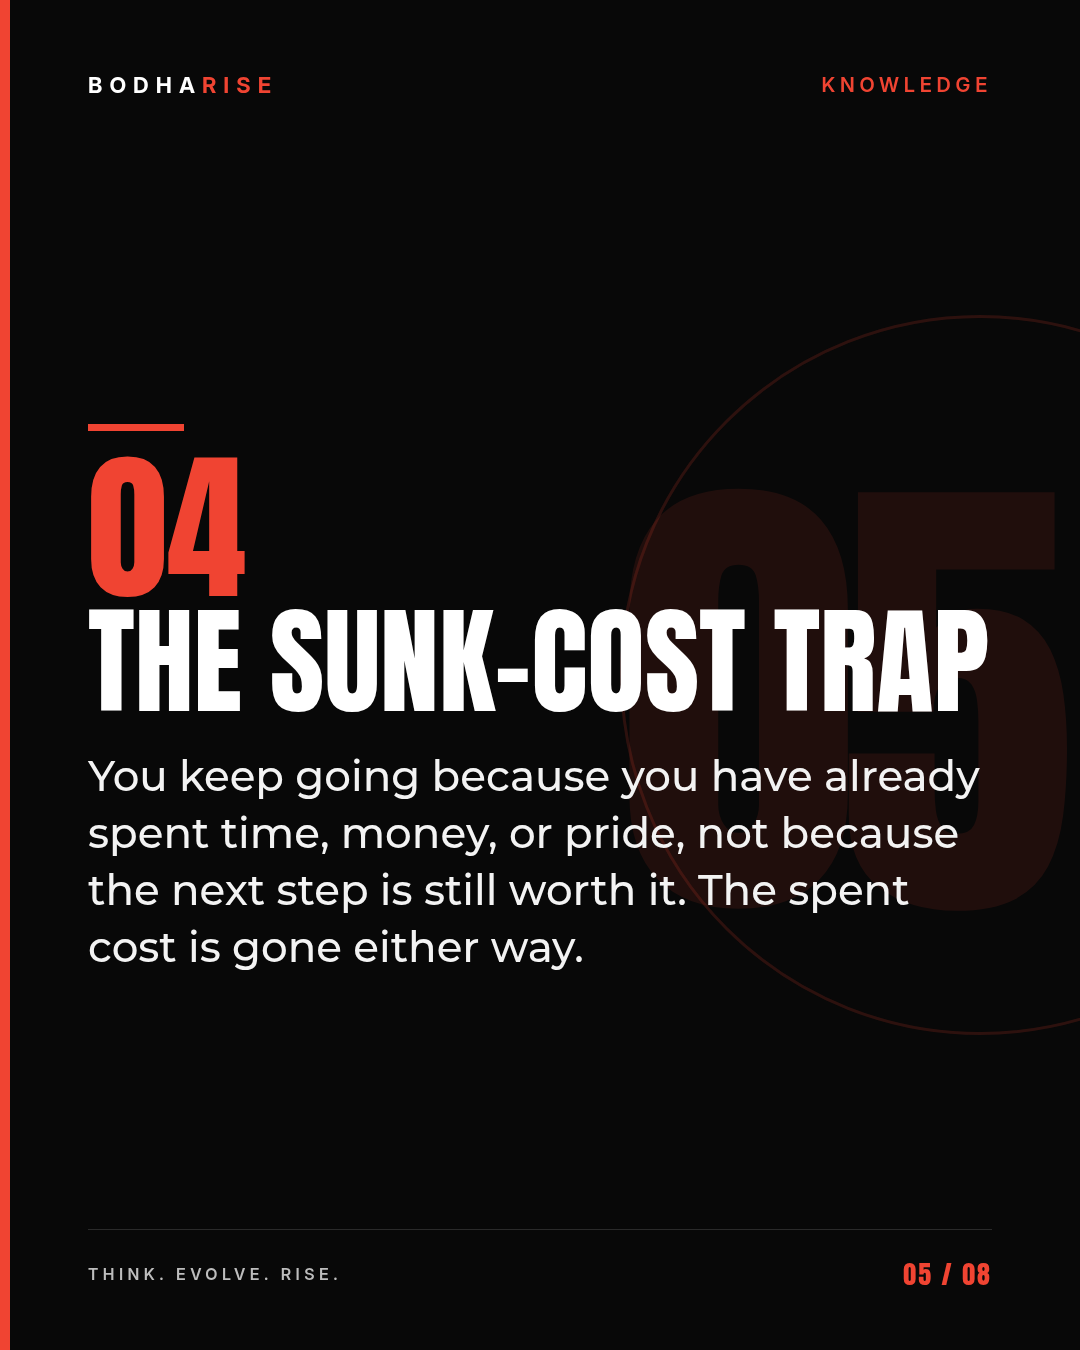 BODHARISE
KNOWLEDGE
04
05
THE SUNK-COST TRAP
You keep going because you have already
spent time, money, or pride, not because
the next step is still worth it. The spent
cost is gone either way.
THINK. EVOLVE. RISE.
05 / 08